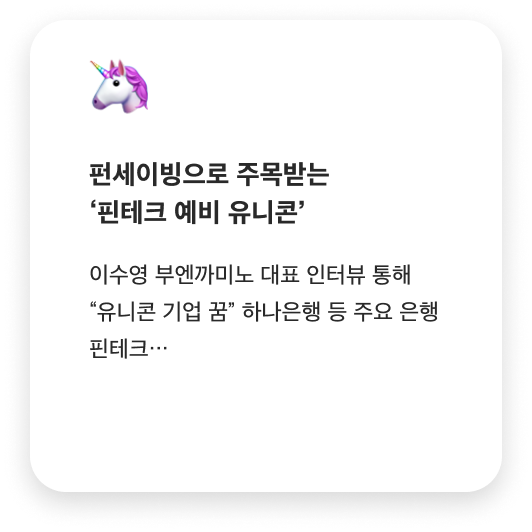 펀세이빙으로 주목받는
‘핀테크 예비 유니콘’
이수영 부엔까미노 대표 인터뷰 통해
“유니콘 기업 꿈” 하나은행 등 주요 은행
핀테크…